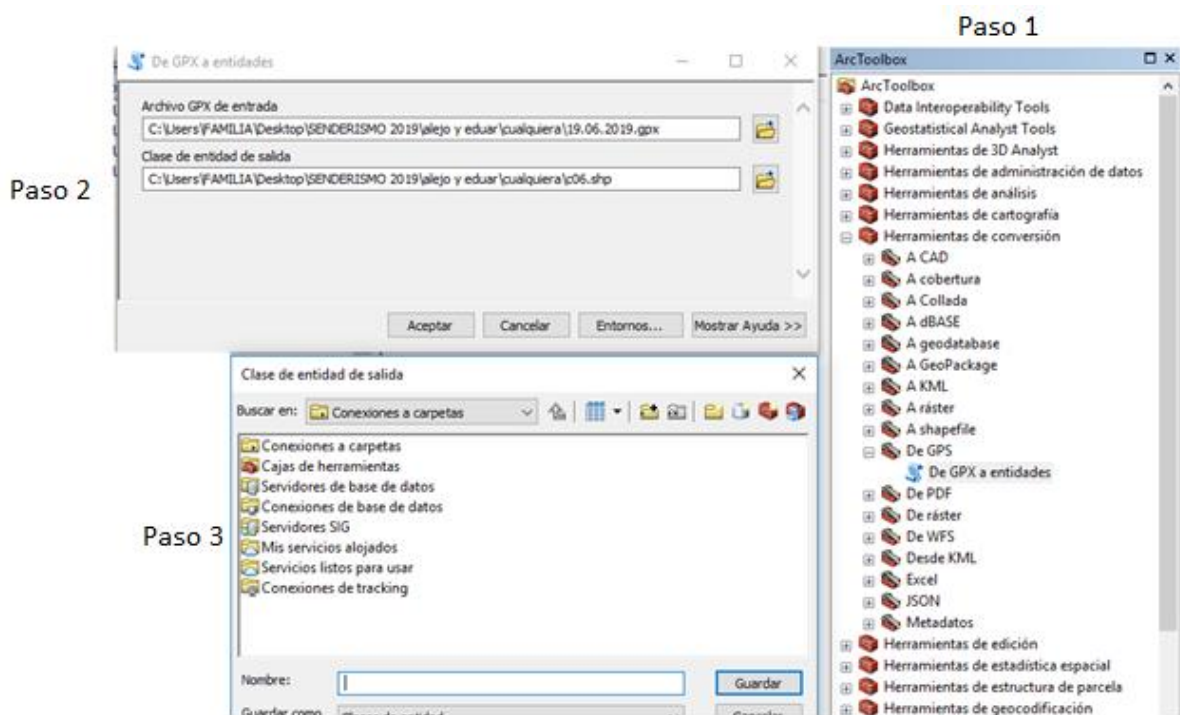 Paso 1
ArcToolbox
ArcToolbox
Data Interoperability Tools
Geostatistical Analyst Tools
Herramientas de 3D Analyst
Herramientas de administración de datos
Herramientas de análisis
Herramientas de cartografía
Herramientas de conversión
A CAD
A cobertura
A Collada
A dBASE
A geodatabase
A GeoPackage
A KML
A ráster
A shapefile
De GPS
De GPX a entidades
De PDF
De ráster
De WFS
Desde KML
Excel
JSON
Metadatos
Herramientas de edición
Herramientas de estadística espacial
Herramientas de estructura de parcela
Herramientas de geocodificación
Paso 2
De GPX a entidades
Archivo GPX de entrada
C:\Users\FAMILIA\Desktop\SENDERISMO 2019\alejo y eduar\cualquiera\19.06.2019.gpx
Clase de entidad de salida
C:\Users\FAMILIA\Desktop\SENDERISMO 2019\alejo y eduar\cualquiera\c06.shp
Aceptar Cancelar Entornos... Mostrar Ayuda >>
Paso 3
Clase de entidad de salida
Buscar en: Conexiones a carpetas
Conexiones a carpetas
Cajas de herramientas
Servidores de base de datos
Conexiones de base de datos
Servidores SIG
Mis servicios alojados
Servicios listos para usar
Conexiones de tracking
Nombre: Guardar
Guardar como